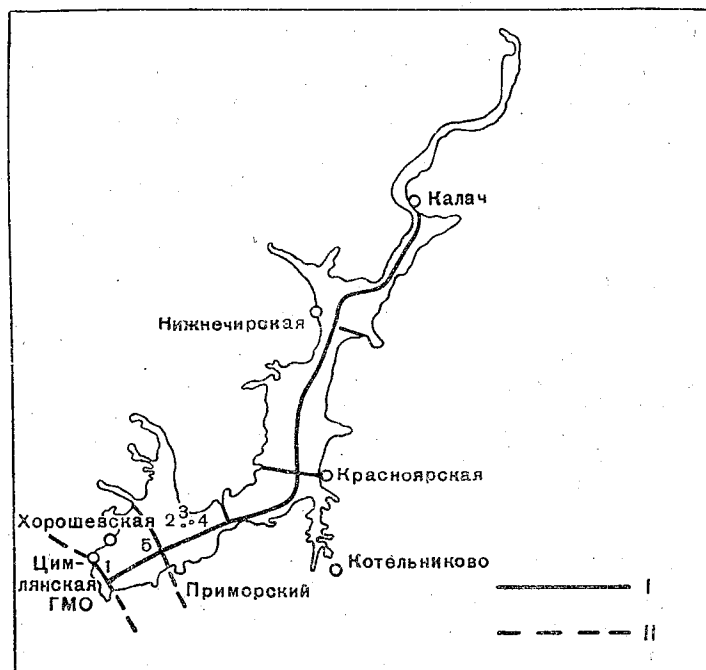 Калач
Нижнечирская
Красноярская
Хорошевская 2 3 4
5
Котельниково
Цим-
лянская
ГМО
1
Приморский
I
II